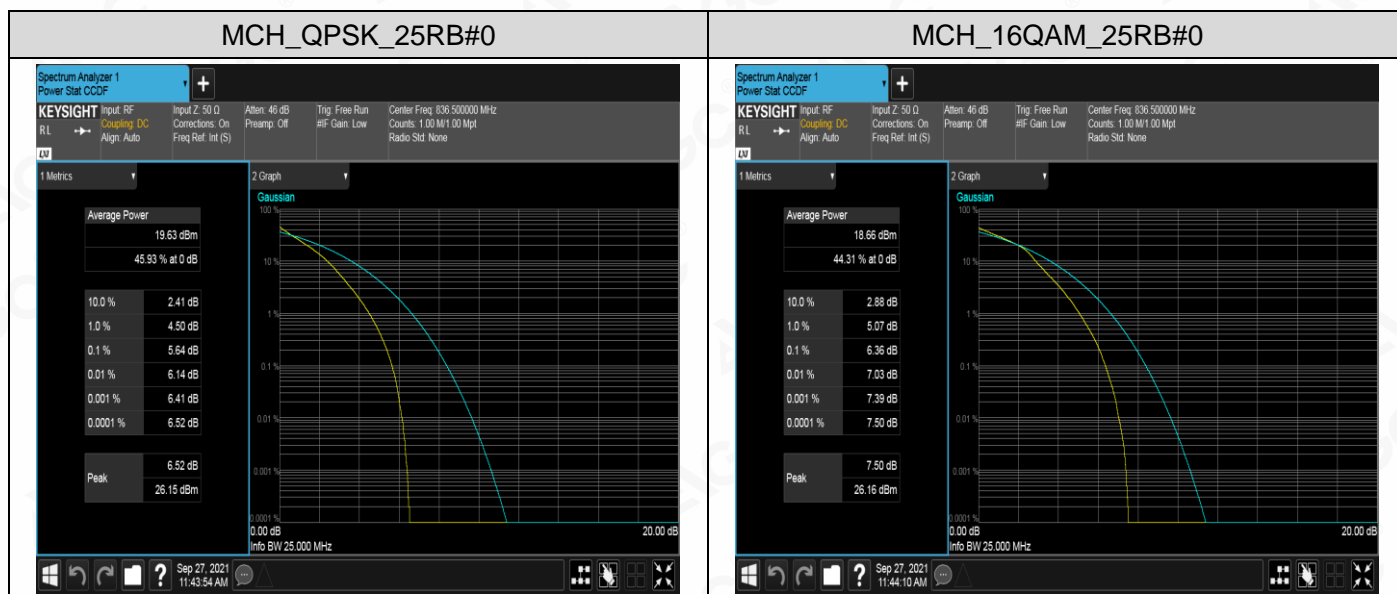 MCH_QPSK_25RB#0
Spectrum Analyzer 1
Power Stat CCDF
+
KEYSIGHT
RL
Input: RF
Coupling: DC
Align: Auto
Input Z: 50 Ω
Corrections: On
Freq Ref: Int (S)
Atten: 46 dB
Preamp: Off
Trig: Free Run
#IF Gain: Low
Center Freq: 836.500000 MHz
Counts: 1.00 M/1.00 Mpt
Radio Std: None
1 Metrics
Average Power
19.63 dBm
45.93 % at 0 dB
10.0 % 2.41 dB
1.0 % 4.50 dB
0.1 % 5.64 dB
0.01 % 6.14 dB
0.001 % 6.41 dB
0.0001 % 6.52 dB
Peak
6.52 dB
26.15 dBm
2 Graph
Gaussian
100 %
10 %
1 %
0.1 %
0.01 %
0.001 %
0.0001 %
0.00 dB 20.00 dB
Info BW 25.000 MHz
?
Sep 27, 2021
11:43:54 AM
MCH_16QAM_25RB#0
Spectrum Analyzer 1
Power Stat CCDF
+
KEYSIGHT
RL
Input: RF
Coupling: DC
Align: Auto
Input Z: 50 Ω
Corrections: On
Freq Ref: Int (S)
Atten: 46 dB
Preamp: Off
Trig: Free Run
#IF Gain: Low
Center Freq: 836.500000 MHz
Counts: 1.00 M/1.00 Mpt
Radio Std: None
1 Metrics
Average Power
18.66 dBm
44.31 % at 0 dB
10.0 % 2.88 dB
1.0 % 5.07 dB
0.1 % 6.36 dB
0.01 % 7.03 dB
0.001 % 7.39 dB
0.0001 % 7.50 dB
Peak
7.50 dB
26.16 dBm
2 Graph
Gaussian
100 %
10 %
1 %
0.1 %
0.01 %
0.001 %
0.0001 %
0.00 dB 20.00 dB
Info BW 25.000 MHz
?
Sep 27, 2021
11:44:10 AM